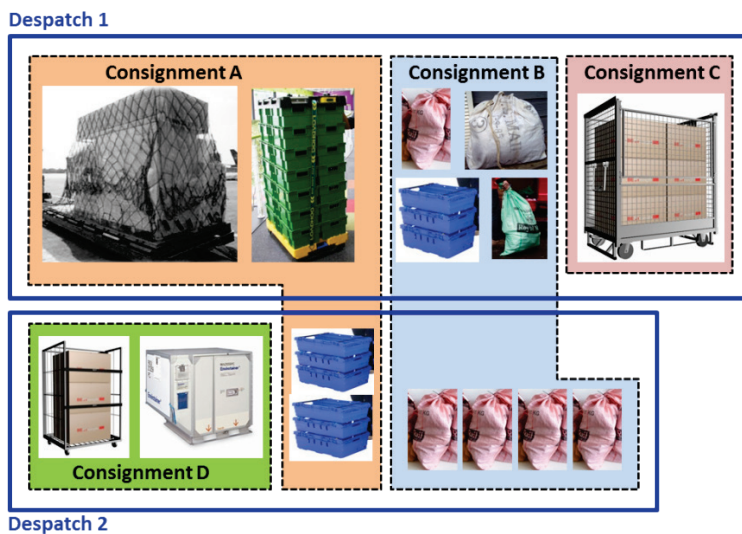 Despatch 1
Consignment A
Consignment B
Consignment C
Consignment D
Despatch 2